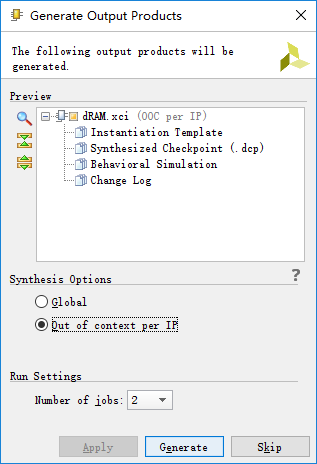 Generate Output Products
The following output products will be
generated.
Preview
dRAM.xci (OOC per IP)
Instantiation Template
Synthesized Checkpoint (.dcp)
Behavioral Simulation
Change Log
Synthesis Options
?
Global
Out of context per IP
Run Settings
Number of jobs: 2
Apply Generate Skip